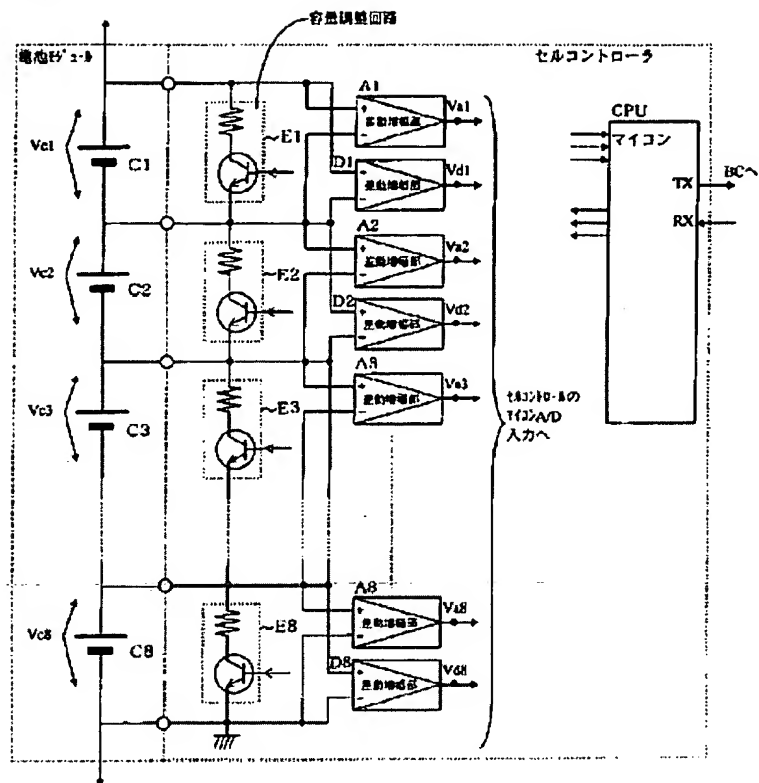 容量調整回路
電池モジュール
セルコントローラ
A1
Va1
差動増幅部
E1
Vc1
C1
D1
Vd1
差動増幅部
CPU
マイコン
TX
BCへ
RX
A2
Va2
差動増幅部
E2
Vc2
C2
D2
Vd2
差動増幅部
Va3
差動増幅部
E3
Vc3
C3
セルコントロールの
マイコンA/D
入力へ
A8
Va8
差動増幅部
E8
Vc8
C8
D8
Vd8
差動増幅部